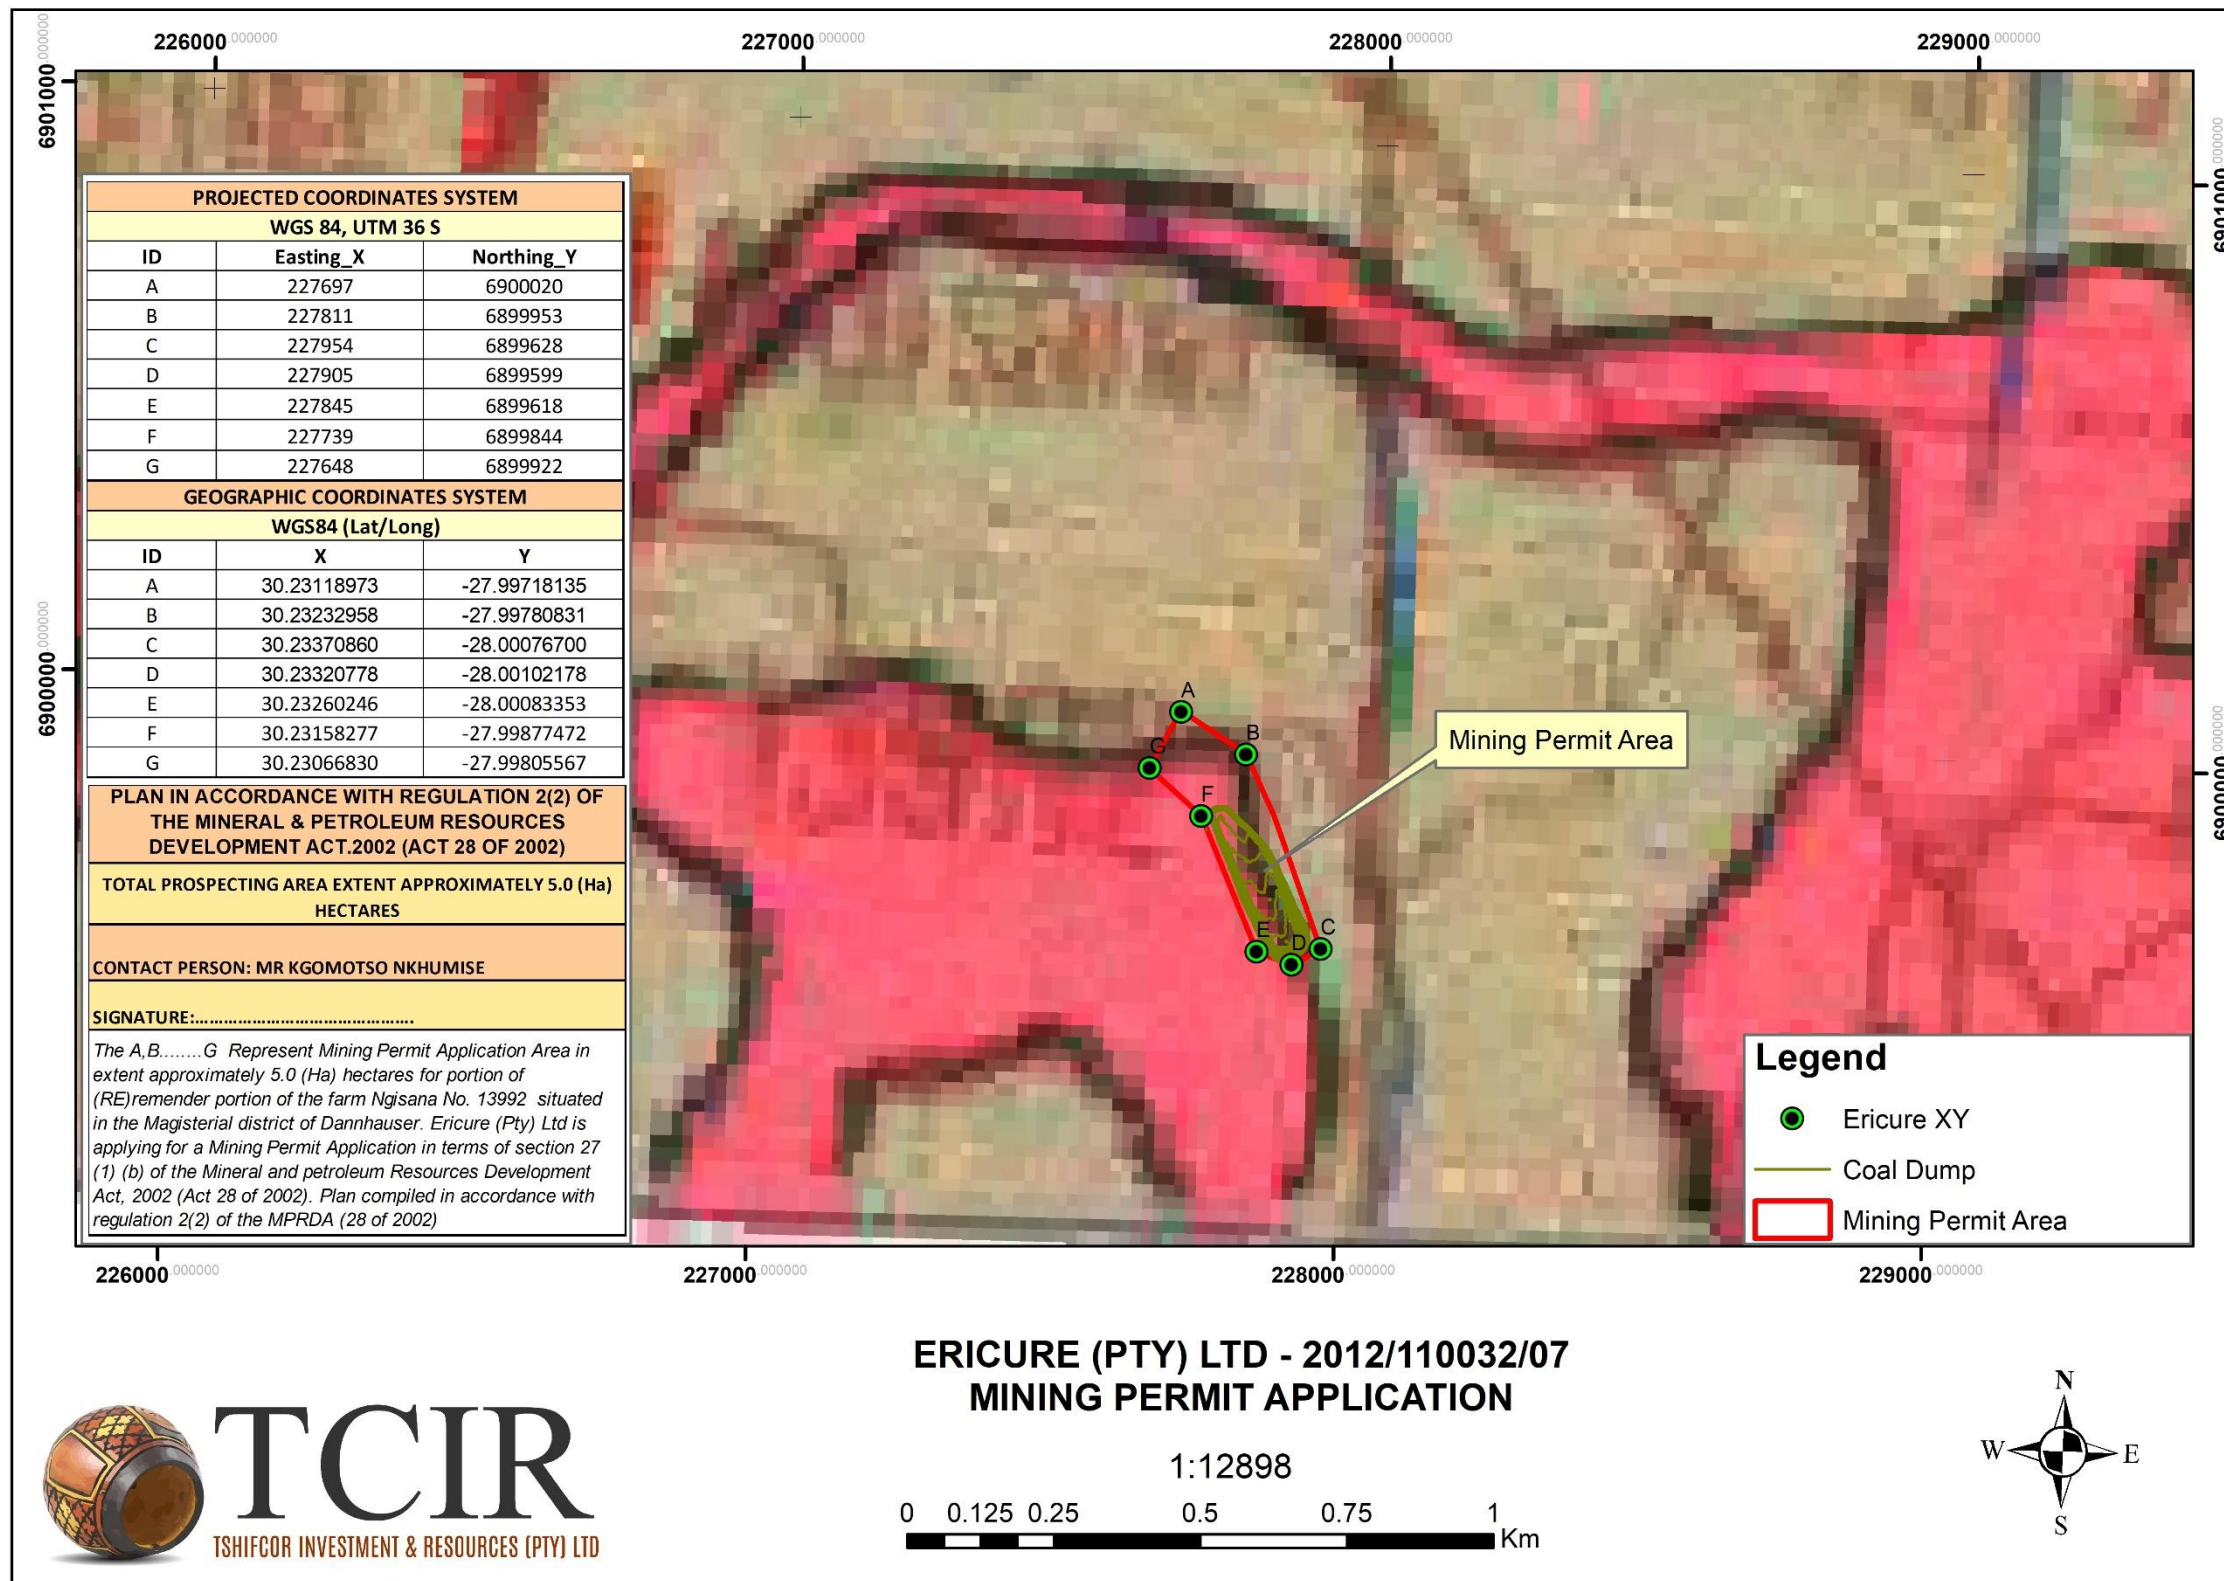 226000.000000 227000.000000 228000.000000 229000.000000
6901000.000000
6900000.000000
6901000.000000
6900000.000000
PROJECTED COORDINATES SYSTEM
WGS 84, UTM 36 S
ID Easting_X Northing_Y
A 227697 6900020
B 227811 6899953
C 227954 6899628
D 227905 6899599
E 227845 6899618
F 227739 6899844
G 227648 6899922
GEOGRAPHIC COORDINATES SYSTEM
WGS84 (Lat/Long)
ID X Y
A 30.23118973 -27.99718135
B 30.23232958 -27.99780831
C 30.23370860 -28.00076700
D 30.23320778 -28.00102178
E 30.23260246 -28.00083353
F 30.23158277 -27.99877472
G 30.23066830 -27.99805567
PLAN IN ACCORDANCE WITH REGULATION 2(2) OF
THE MINERAL & PETROLEUM RESOURCES
DEVELOPMENT ACT.2002 (ACT 28 OF 2002)
TOTAL PROSPECTING AREA EXTENT APPROXIMATELY 5.0 (Ha)
HECTARES
CONTACT PERSON: MR KGOMOTSO NKHUMISE
SIGNATURE:..........................................
The A,B........G Represent Mining Permit Application Area in
extent approximately 5.0 (Ha) hectares for portion of
(RE)remender portion of the farm Ngisana No. 13992 situated
in the Magisterial district of Dannhauser. Ericure (Pty) Ltd is
applying for a Mining Permit Application in terms of section 27
(1) (b) of the Mineral and petroleum Resources Development
Act, 2002 (Act 28 of 2002). Plan compiled in accordance with
regulation 2(2) of the MPRDA (28 of 2002)
A
B
G
F
C
E
D
Mining Permit Area
Legend
Ericure XY
Coal Dump
Mining Permit Area
226000.000000 227000.000000 228000.000000 229000.000000
ERICURE (PTY) LTD - 2012/110032/07
MINING PERMIT APPLICATION
1:12898
0 0.125 0.25 0.5 0.75 1
Km
TCIR
TSHIFCOR INVESTMENT & RESOURCES (PTY) LTD
N
W E
S